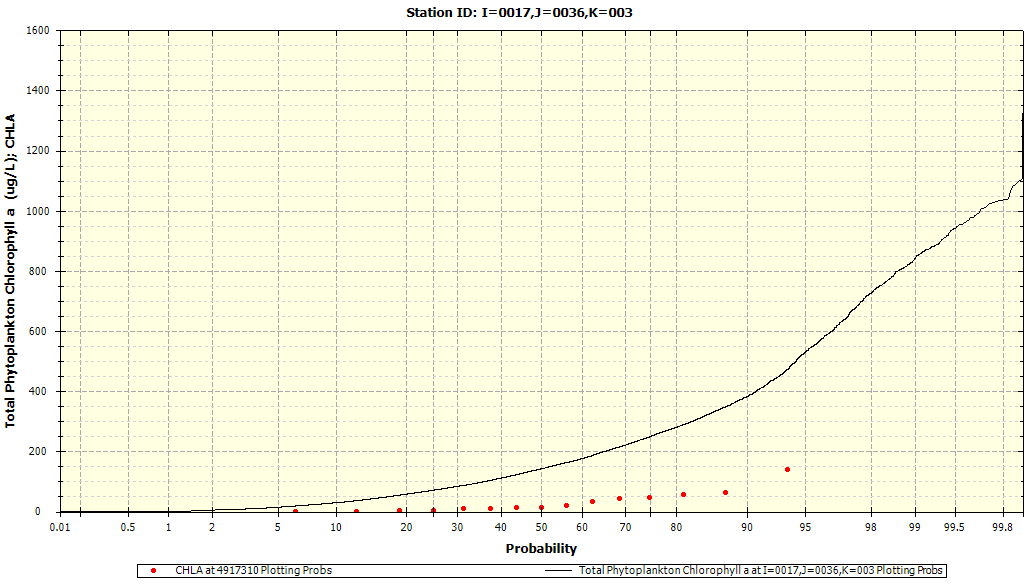 Station ID: I=0017,J=0036,K=003
Total Phytoplankton Chlorophyll a (ug/L); CHLA
1600
1400
1200
1000
800
600
400
200
0
0.01 0.5 1 2 5 10 20 30 40 50 60 70 80 90 95 98 99 99.5 99.8
Probability
CHLA at 4917310 Plotting Probs
Total Phytoplankton Chlorophyll a at I=0017,J=0036,K=003 Plotting Probs